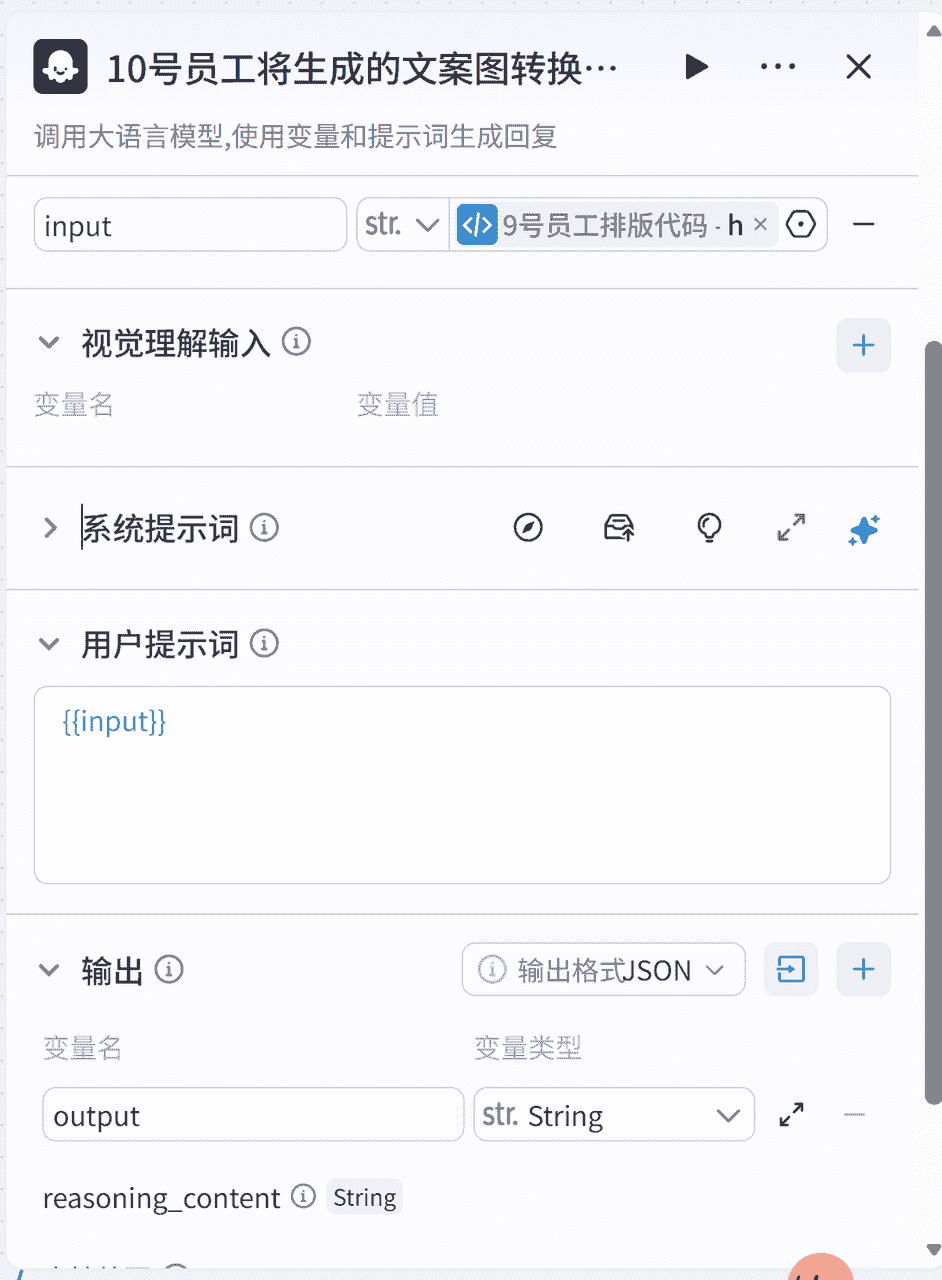 10号员工将生成的文案图转换…
调用大语言模型,使用变量和提示词生成回复
input str. </> 9号员工排版代码 - h
视觉理解输入
变量名 变量值
系统提示词
用户提示词
{{input}}
输出 输出格式JSON
变量名 变量类型
output str. String
reasoning_content String